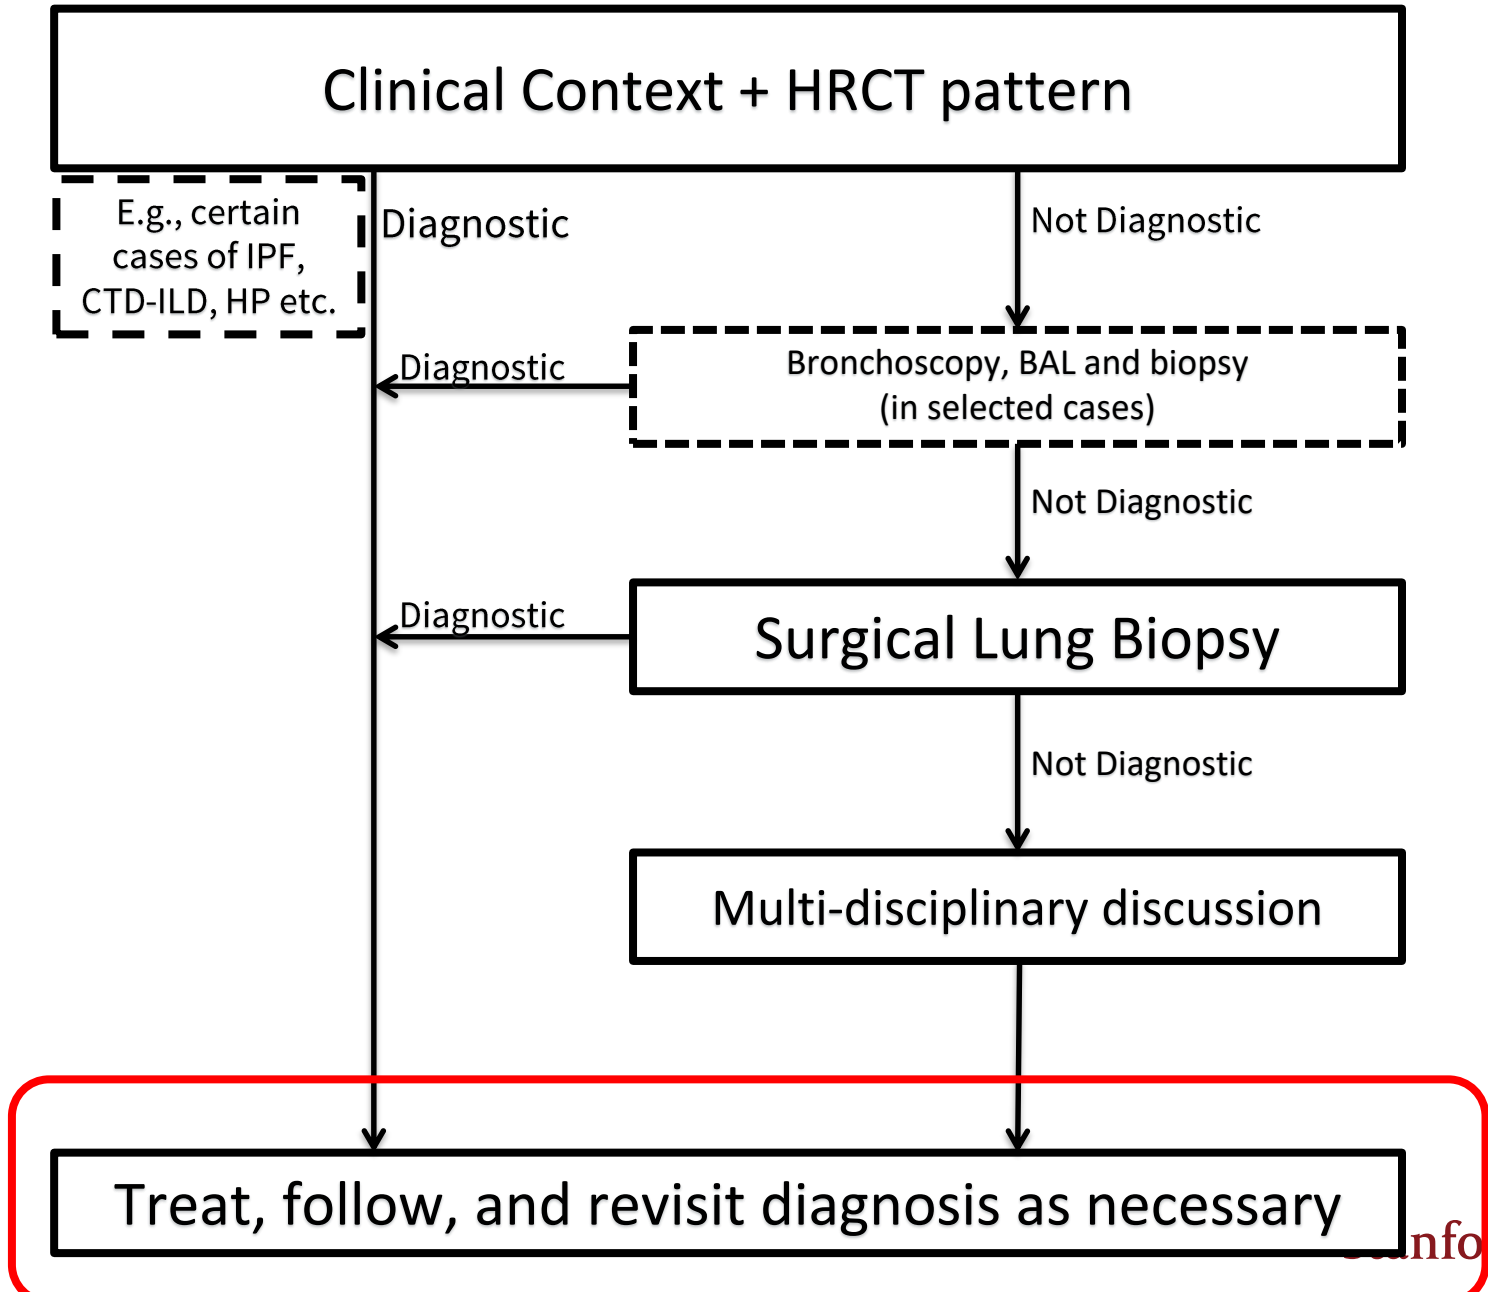 Clinical Context + HRCT pattern
E.g., certain
cases of IPF,
CTD-ILD, HP etc.
Diagnostic
Not Diagnostic
Diagnostic
Bronchoscopy, BAL and biopsy
(in selected cases)
Not Diagnostic
Diagnostic
Surgical Lung Biopsy
Not Diagnostic
Multi-disciplinary discussion
Treat, follow, and revisit diagnosis as necessary